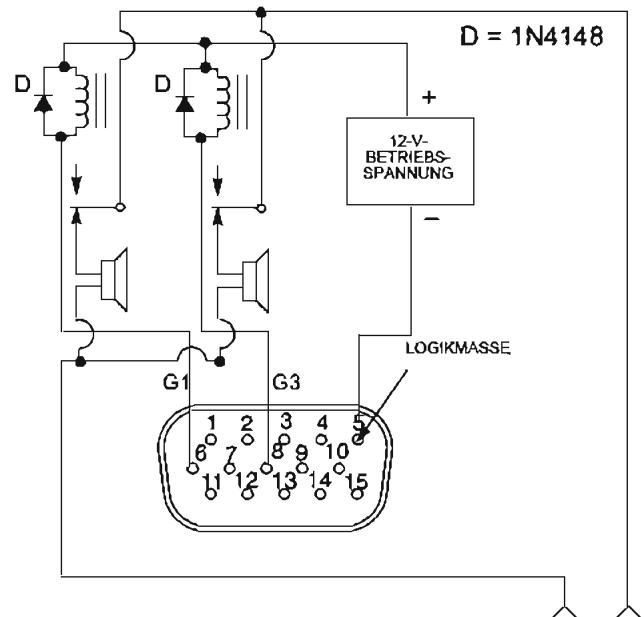 D = 1N4148
D
D
+
12-V-
BETRIEBS-
SPANNUNG
−
LOGIKMASSE
G1
G3
1 2 3 4 5
6 7 8 9 10
11 12 13 14 15